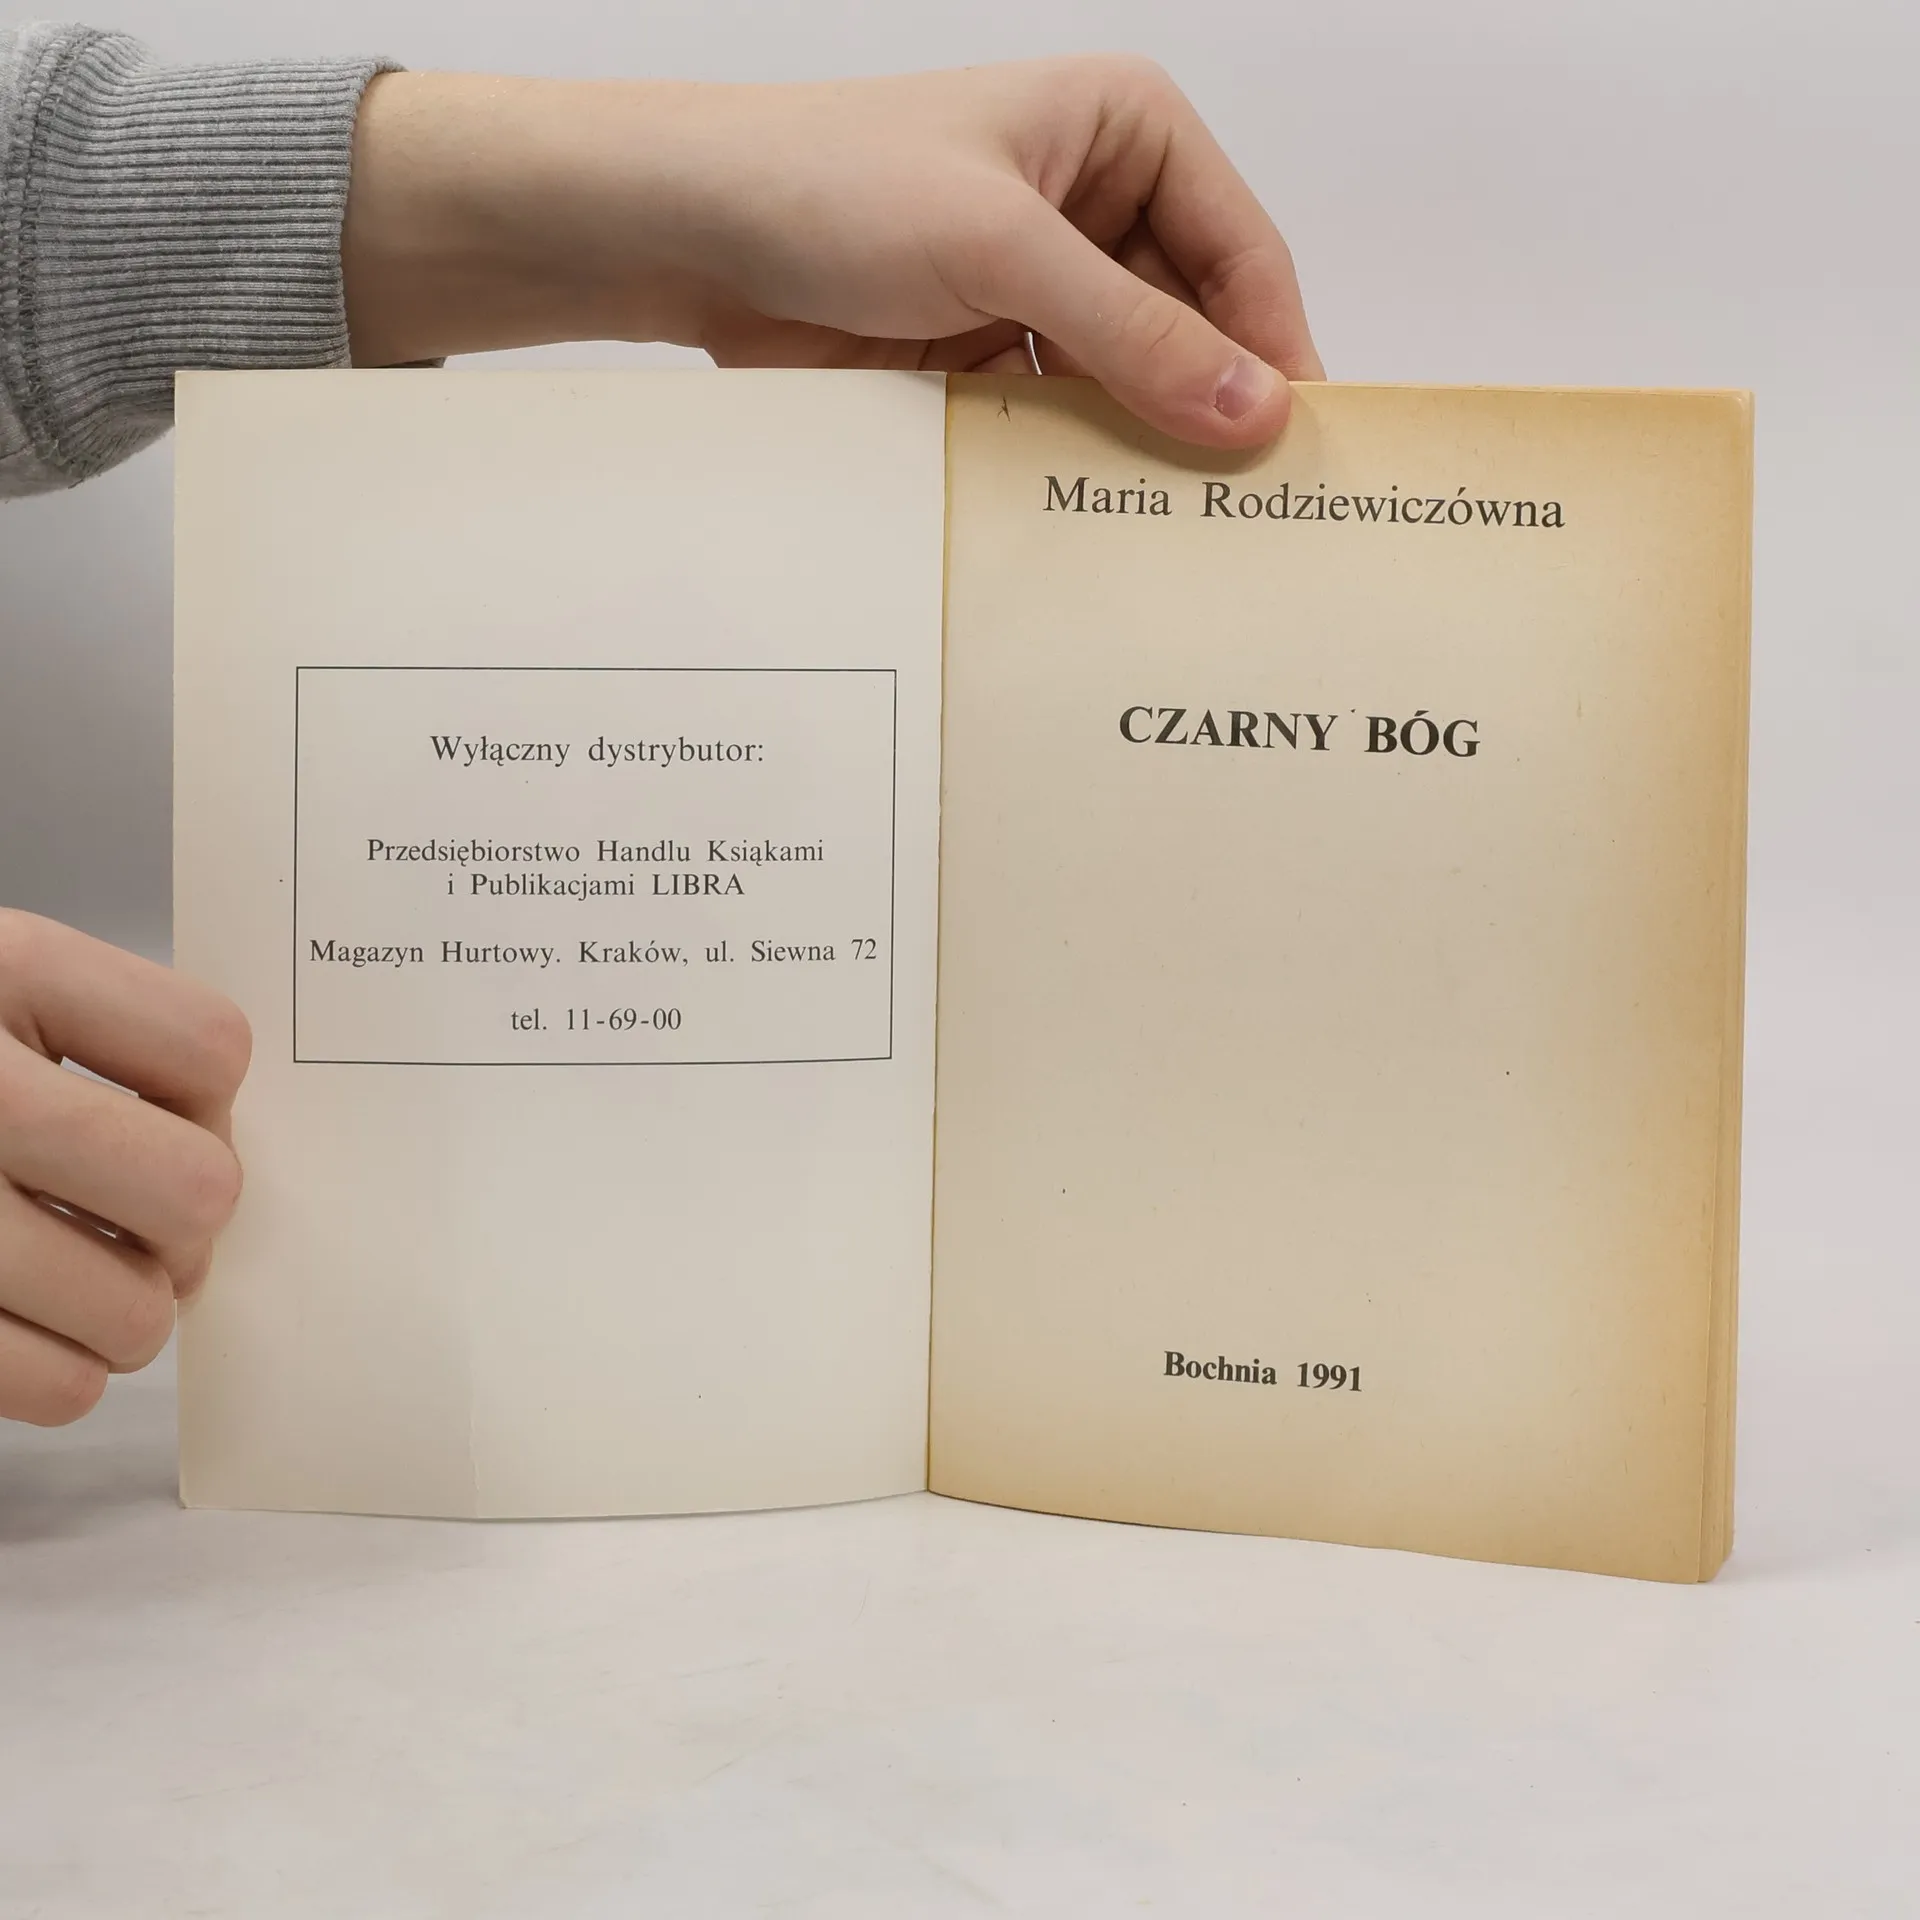 Wyłączny dystrybutor:
Przedsiębiorstwo Handlu Ksiąkami
i Publikacjami LIBRA
Magazyn Hurtowy. Kraków, ul. Siewna 72
tel. 11-69-00
Maria Rodziewiczówna
CZARNY BÓG
Bochnia 1991